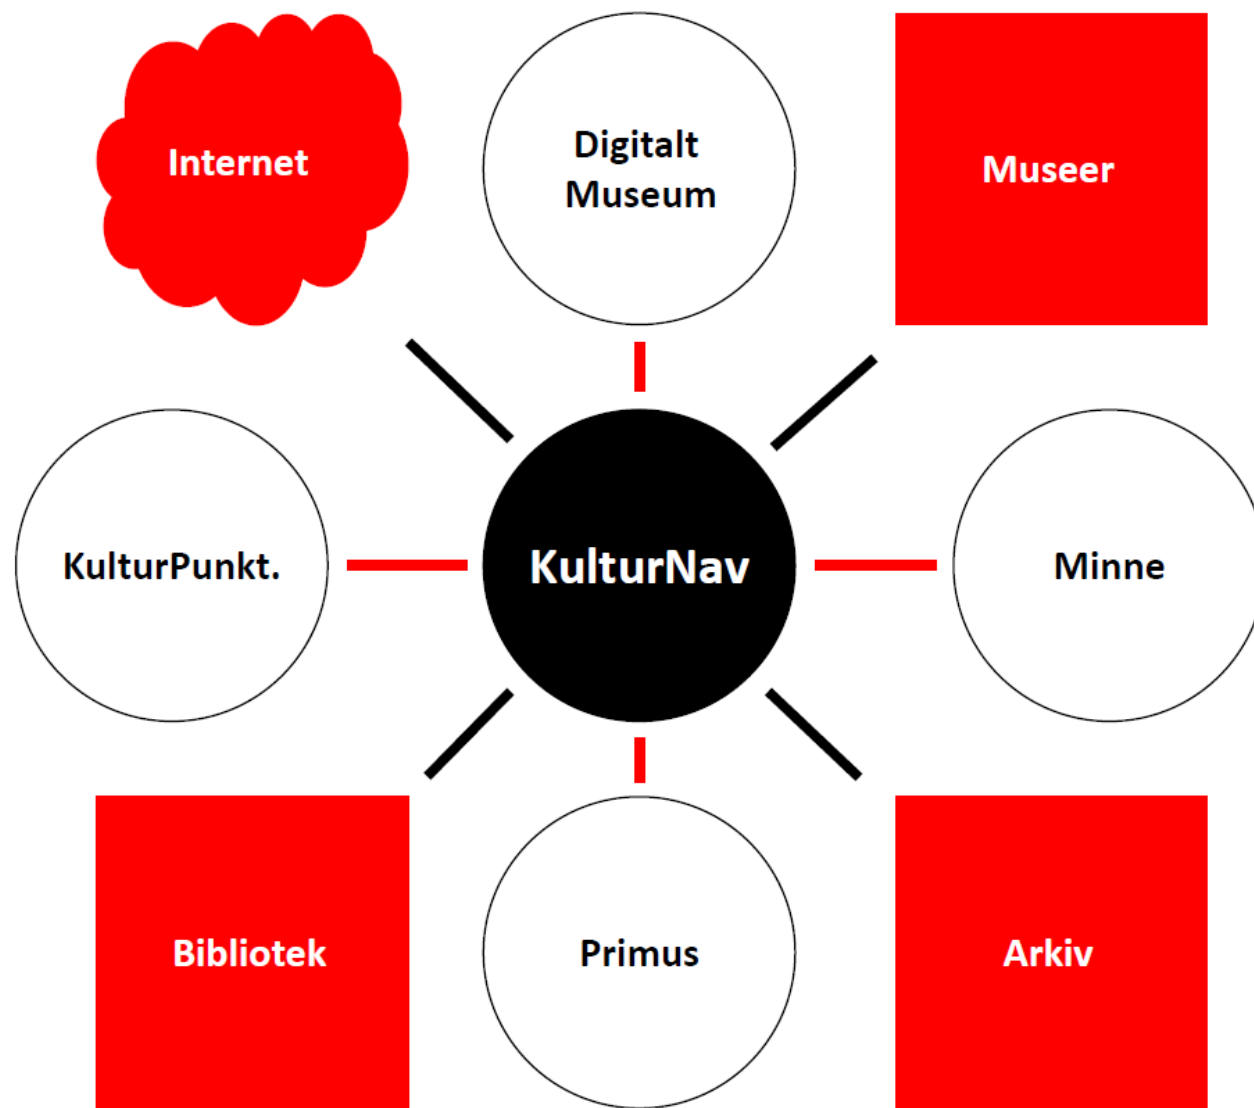 Internet
Digitalt
Museum
Museer
KulturPunkt.
KulturNav
Minne
Bibliotek
Primus
Arkiv